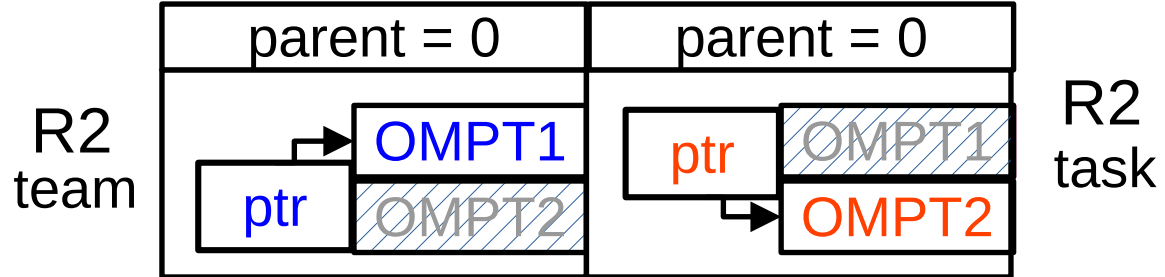 parent = 0
parent = 0
R2
team
ptr
OMPT1
OMPT2
ptr
OMPT1
OMPT2
R2
task